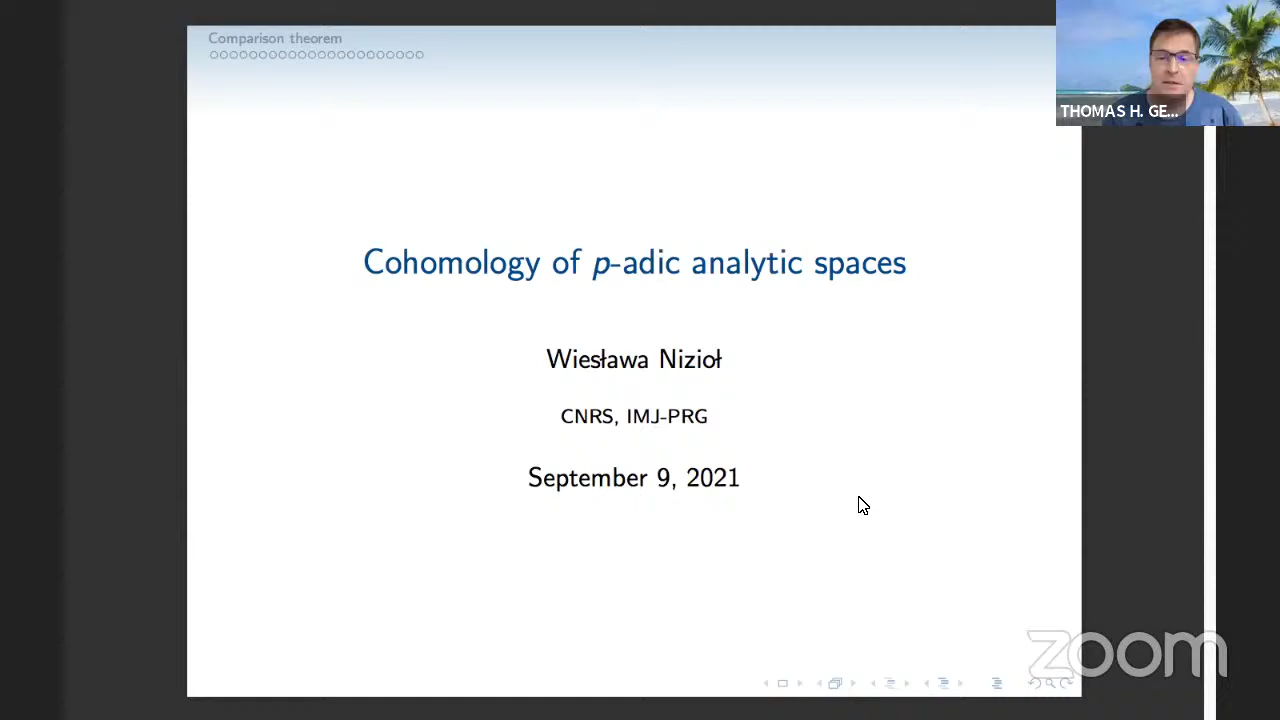 Comparison theorem
THOMAS H. GE...
Cohomology of p-adic analytic spaces
Wiesława Nizioł
CNRS, IMJ-PRG
September 9, 2021
zoom